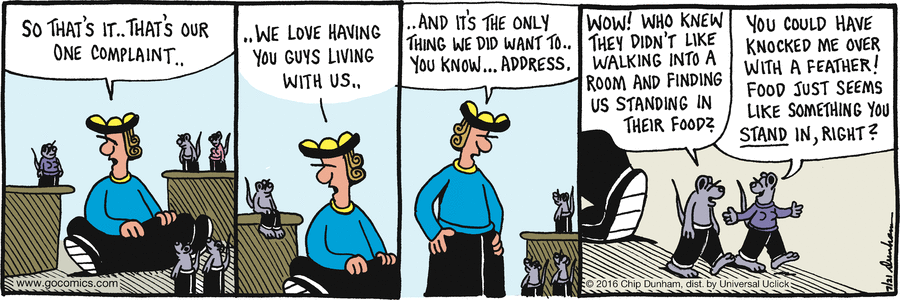 SO THAT'S IT.. THAT'S OUR
ONE COMPLAINT..
..WE LOVE HAVING
YOU GUYS LIVING
WITH US..
..AND IT'S THE ONLY
THING WE DID WANT TO..
YOU KNOW... ADDRESS.
WOW! WHO KNEW
THEY DIDN'T LIKE
WALKING INTO A
ROOM AND FINDING
US STANDING IN
THEIR FOOD?
YOU COULD HAVE
KNOCKED ME OVER
WITH A FEATHER!
FOOD JUST SEEMS
LIKE SOMETHING YOU
STAND IN, RIGHT?
www.gocomics.com
© 2016 Chip Dunham, dist. by Universal Uclick
7/21 Dunham